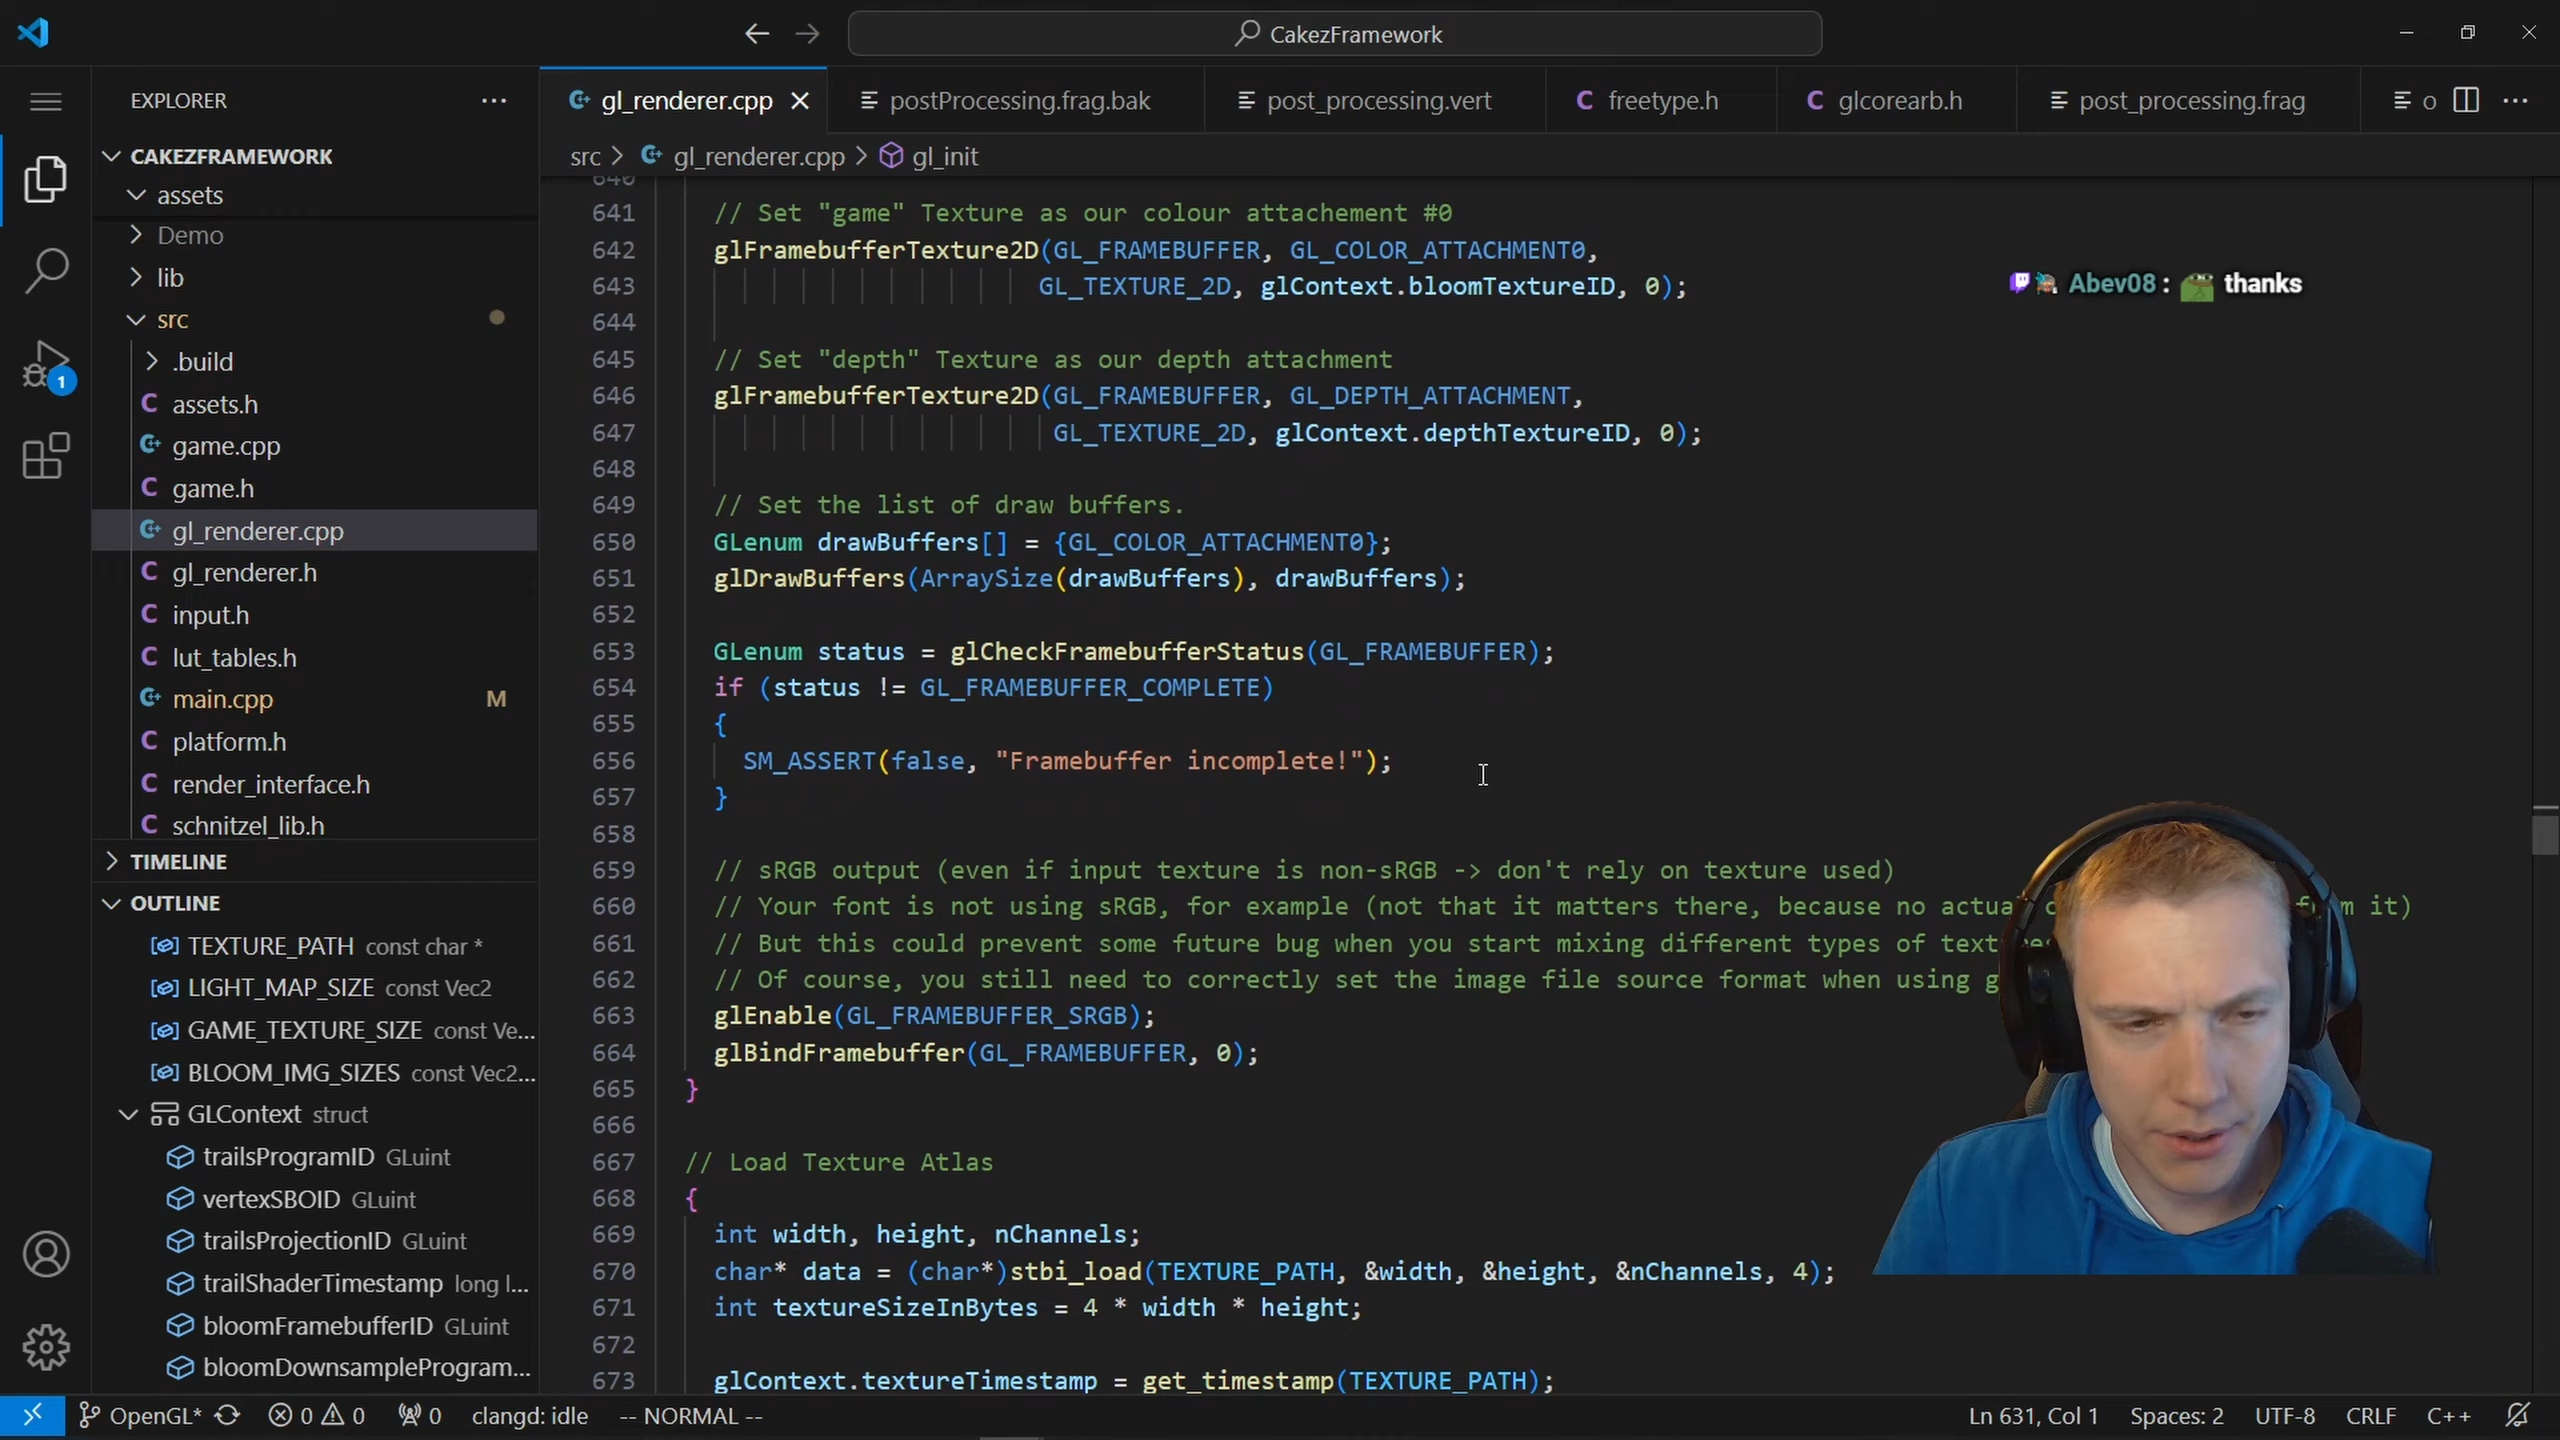 CakezFramework
EXPLORER
gl_renderer.cpp
postProcessing.frag.bak
post_processing.vert
freetype.h
glcorearb.h
post_processing.frag
o
CAKEZFRAMEWORK
src > gl_renderer.cpp > gl_init
assets
Demo
lib
src
.build
assets.h
game.cpp
game.h
gl_renderer.cpp
gl_renderer.h
input.h
lut_tables.h
main.cpp M
platform.h
render_interface.h
schnitzel_lib.h
TIMELINE
OUTLINE
TEXTURE_PATH const char *
LIGHT_MAP_SIZE const Vec2
GAME_TEXTURE_SIZE const Ve...
BLOOM_IMG_SIZES const Vec2...
GLContext struct
trailsProgramID GLuint
vertexSBOID GLuint
trailsProjectionID GLuint
trailShaderTimestamp long l...
bloomFramebufferID GLuint
bloomDownsampleProgram...
1
640
641 // Set "game" Texture as our colour attachement #0
642 glFramebufferTexture2D(GL_FRAMEBUFFER, GL_COLOR_ATTACHMENT0,
643 GL_TEXTURE_2D, glContext.bloomTextureID, 0);
644
645 // Set "depth" Texture as our depth attachment
646 glFramebufferTexture2D(GL_FRAMEBUFFER, GL_DEPTH_ATTACHMENT,
647 GL_TEXTURE_2D, glContext.depthTextureID, 0);
648
649 // Set the list of draw buffers.
650 GLenum drawBuffers[] = {GL_COLOR_ATTACHMENT0};
651 glDrawBuffers(ArraySize(drawBuffers), drawBuffers);
652
653 GLenum status = glCheckFramebufferStatus(GL_FRAMEBUFFER);
654 if (status != GL_FRAMEBUFFER_COMPLETE)
655 {
656 SM_ASSERT(false, "Framebuffer incomplete!");
657 }
658
659 // sRGB output (even if input texture is non-sRGB -> don't rely on texture used)
660 // Your font is not using sRGB, for example (not that it matters there, because no actua it)
661 // But this could prevent some future bug when you start mixing different types of
662 // Of course, you still need to correctly set the image file source format when using g
663 glEnable(GL_FRAMEBUFFER_SRGB);
664 glBindFramebuffer(GL_FRAMEBUFFER, 0);
665 }
666
667 // Load Texture Atlas
668 {
669 int width, height, nChannels;
670 char* data = (char*)stbi_load(TEXTURE_PATH, &width, &height, &nChannels, 4);
671 int textureSizeInBytes = 4 * width * height;
672
673 glContext.textureTimestamp = get_timestamp(TEXTURE_PATH);
Abev08 : thanks
OpenGL* 0 0 0 clangd: idle -- NORMAL -- Ln 631, Col 1 Spaces: 2 UTF-8 CRLF C++